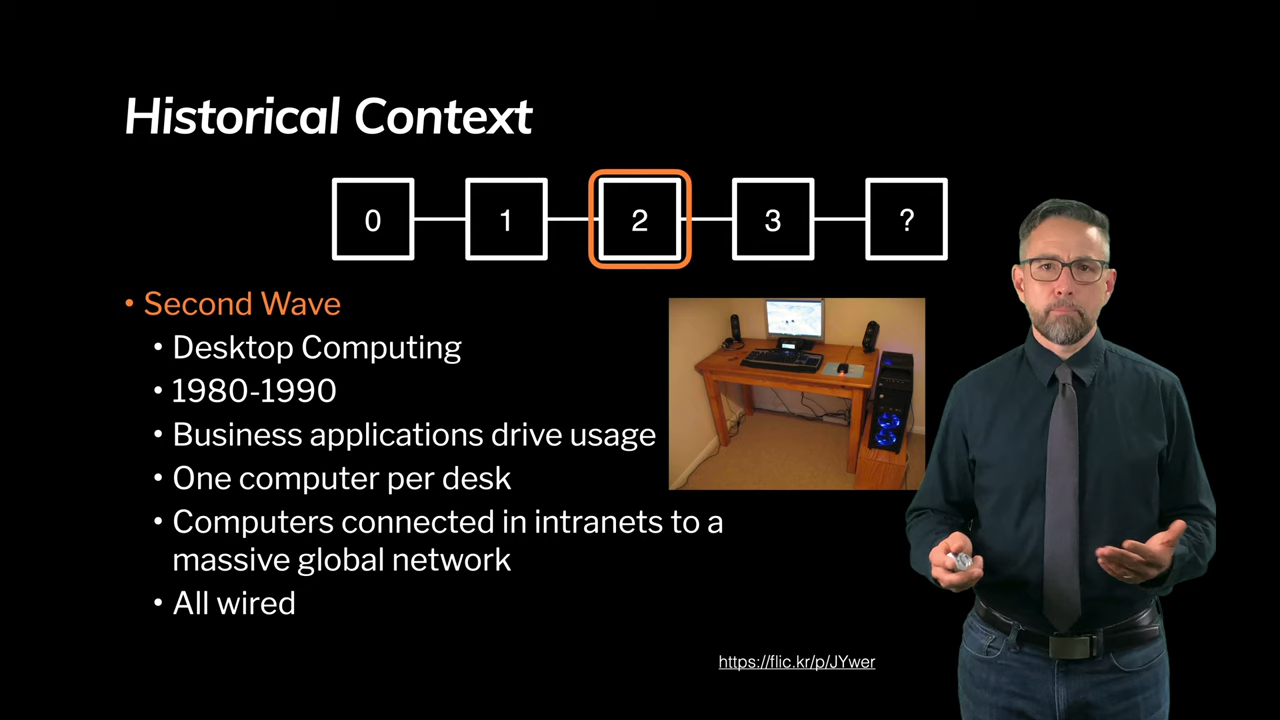 Historical Context
0 1 2 3 ?
• Second Wave
• Desktop Computing
• 1980-1990
• Business applications drive usage
• One computer per desk
• Computers connected in intranets to a
massive global network
• All wired
https://flic.kr/p/JYwer